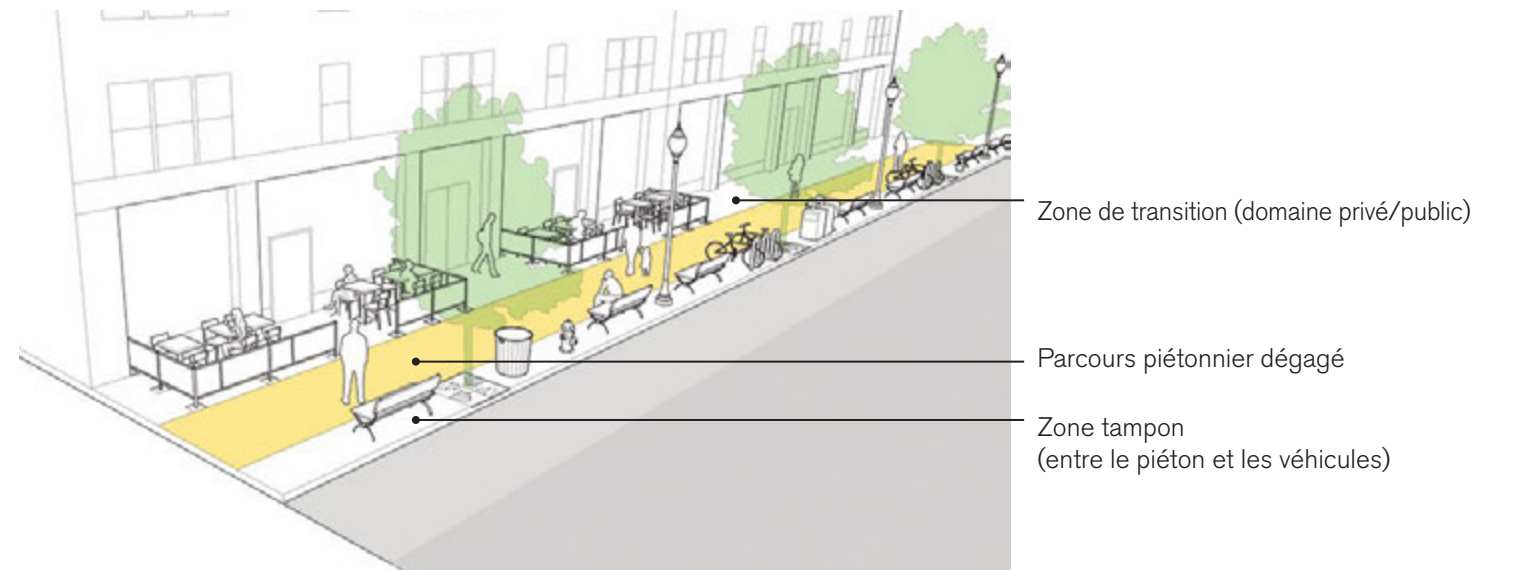 Zone de transition (domaine privé/public)
Parcours piétonnier dégagé
Zone tampon
(entre le piéton et les véhicules)